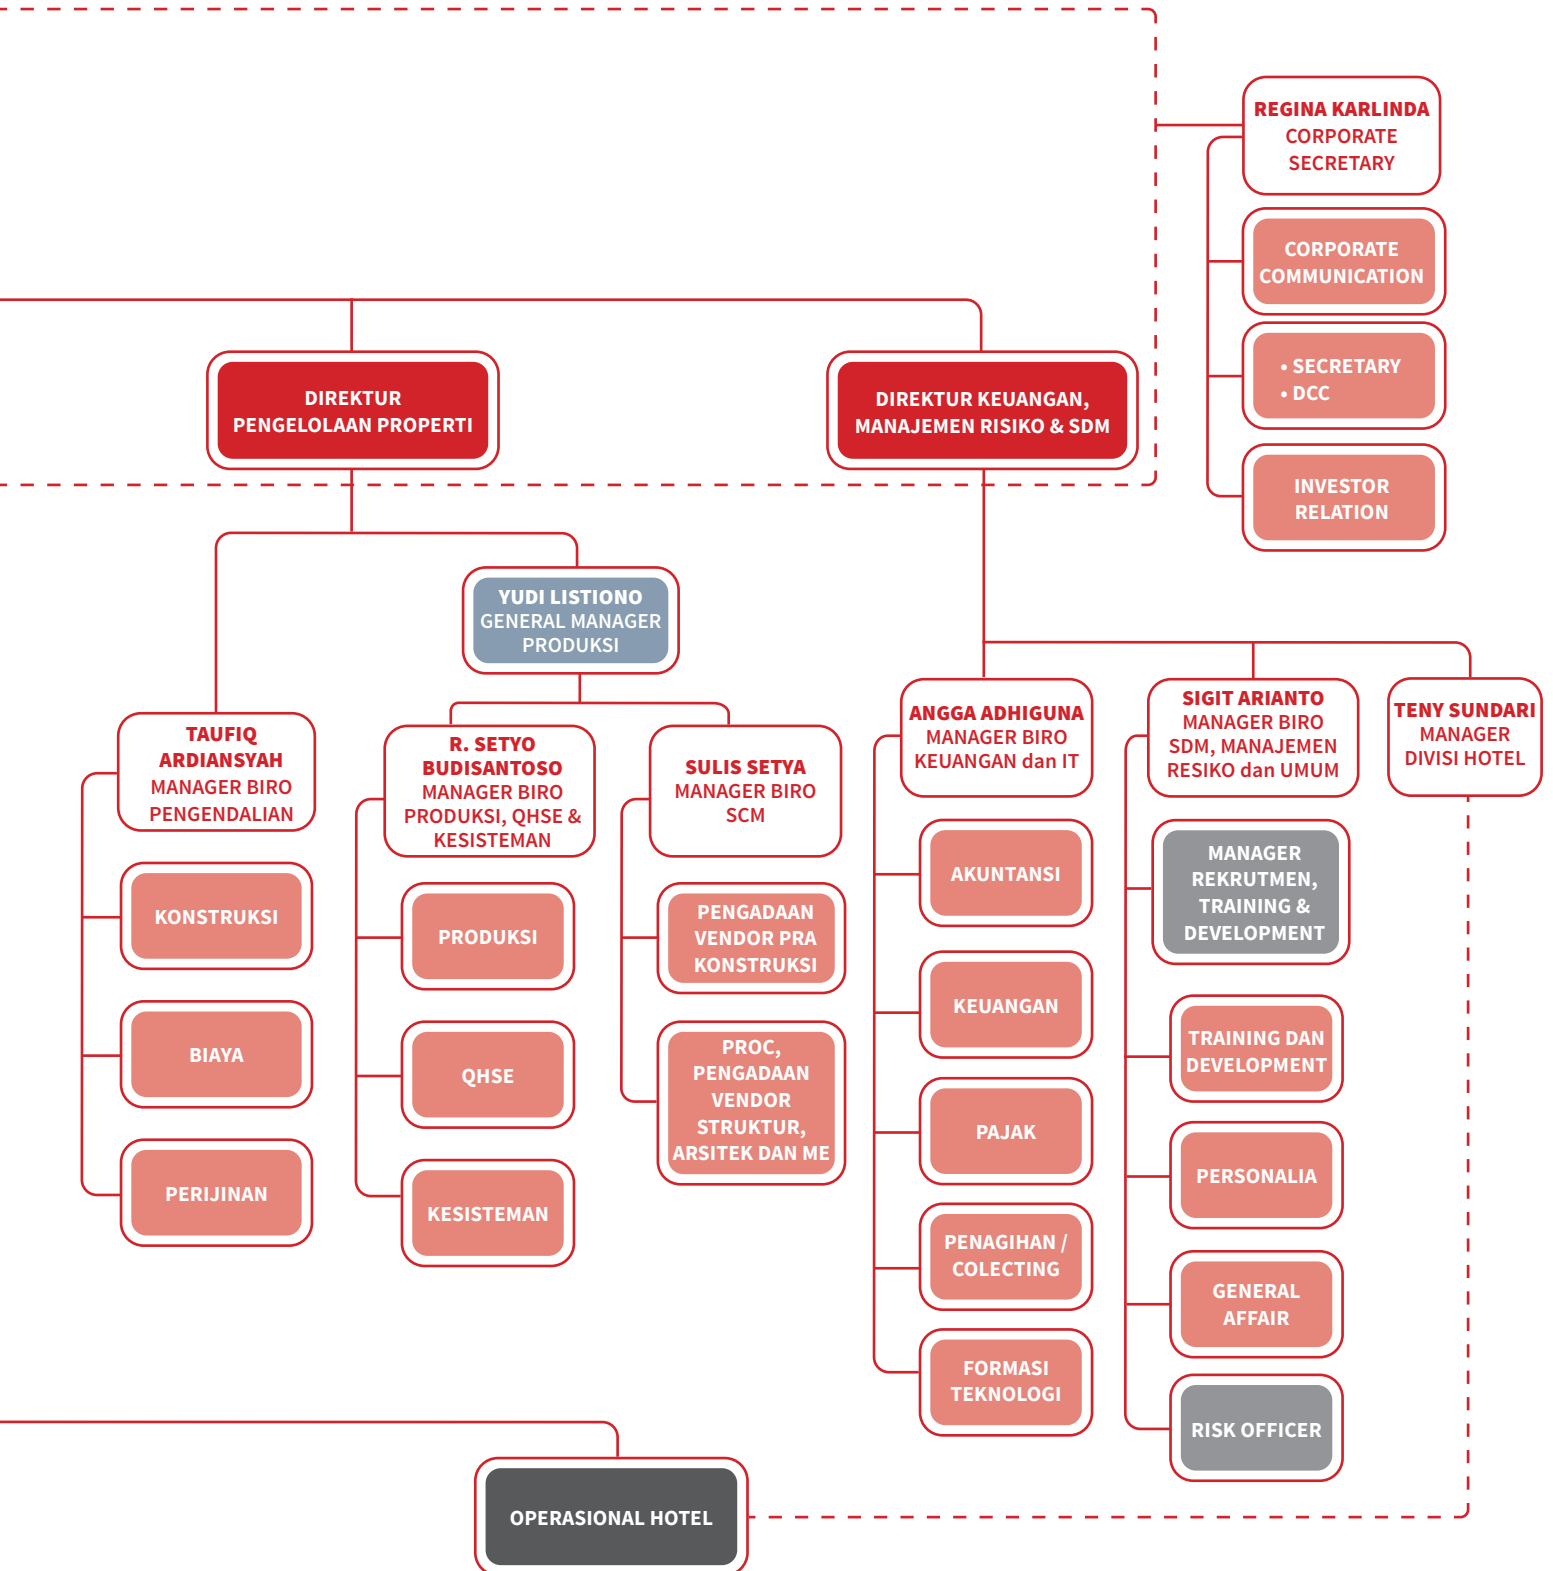 REGINA KARLINDA
CORPORATE
SECRETARY
CORPORATE
COMMUNICATION
• SECRETARY
• DCC
INVESTOR
RELATION
DIREKTUR
PENGELOLAAN PROPERTI
DIREKTUR KEUANGAN,
MANAJEMEN RISIKO & SDM
YUDI LISTIONO
GENERAL MANAGER
PRODUKSI
TAUFIQ
ARDIANSYAH
MANAGER BIRO
PENGENDALIAN
KONSTRUKSI
BIAYA
PERIJINAN
R. SETYO
BUDISANTOSO
MANAGER BIRO
PRODUKSI, QHSE &
KESISTEMAN
PRODUKSI
QHSE
KESISTEMAN
SULIS SETYA
MANAGER BIRO
SCM
PENGADAAN
VENDOR PRA
KONSTRUKSI
PROC,
PENGADAAN
VENDOR
STRUKTUR,
ARSITEK DAN ME
ANGGA ADHIGUNA
MANAGER BIRO
KEUANGAN dan IT
AKUNTANSI
KEUANGAN
PAJAK
PENAGIHAN /
COLECTING
FORMASI
TEKNOLOGI
SIGIT ARIANTO
MANAGER BIRO
SDM, MANAJEMEN
RESIKO dan UMUM
MANAGER
REKRUTMEN,
TRAINING &
DEVELOPMENT
TRAINING DAN
DEVELOPMENT
PERSONALIA
GENERAL
AFFAIR
RISK OFFICER
TENY SUNDARI
MANAGER
DIVISI HOTEL
OPERASIONAL HOTEL